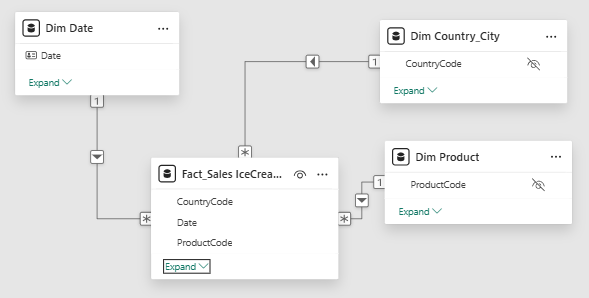 Dim Date
Date
Expand
1
Dim Country_City
CountryCode
Expand
1
Dim Product
ProductCode
Expand
1
Fact_Sales IceCrea...
CountryCode
Date
ProductCode
Expand
*
*
*